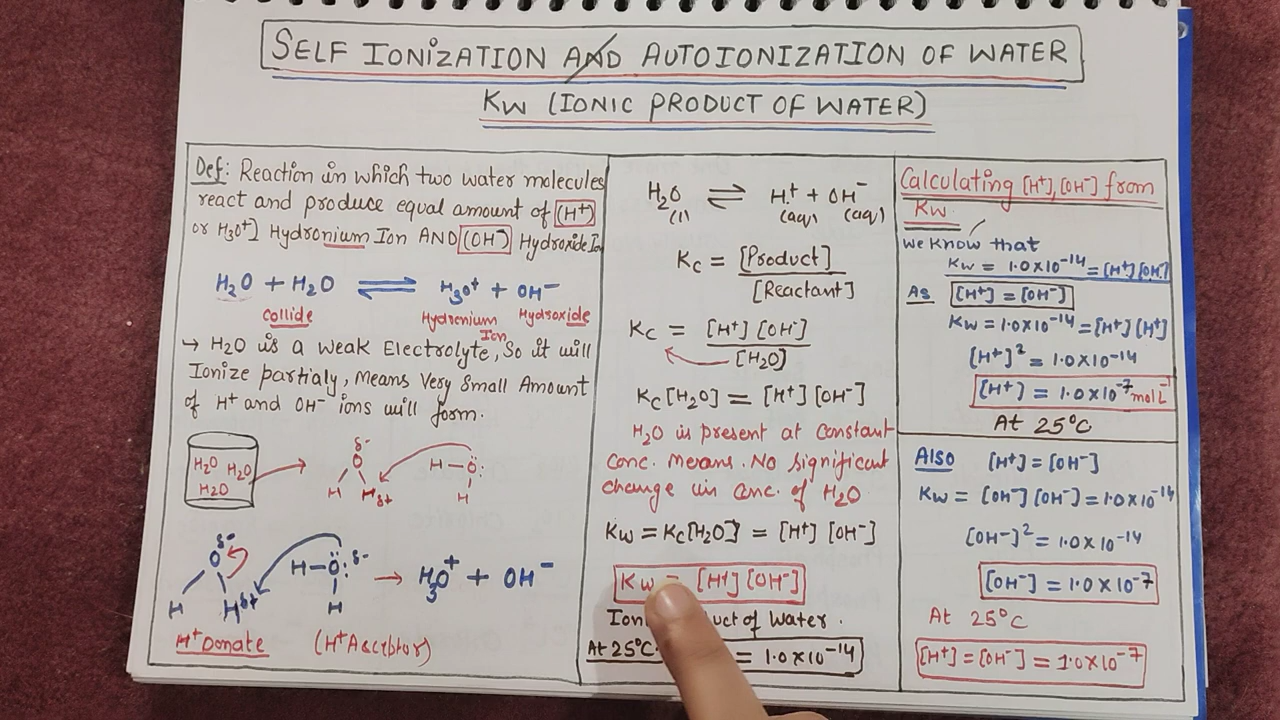 SELF IONIZATION AND AUTOIONIZATION OF WATER
KW (IONIC PRODUCT OF WATER)
Def: Reaction in which two water molecules
react and produce equal amount of (H+)
or H3O+] Hydronium Ion AND (OH-) Hydroxide Ion
H2O + H2O ⇌ H3O+ + OH-
Collide Hydronium Ion Hydroxide
→ H2O is a weak Electrolyte, So it will
Ionize partialy, Means Very Small Amount
of H+ and OH- ions will form.
H2O H2O
H2O
δ-
O H-O:
H Hδ+ H
δ-
O H-O: δ- → H3O+ + OH-
H Hδ+ H
H+ Donate (H+ Acceptor)
H2O ⇌ H+ + OH-
(l) (aq) (aq)
Kc = [Product]
[Reactant]
Kc = [H+] [OH-]
[H2O]
Kc[H2O] = [H+] [OH-]
H2O is present at Constant
Conc. Means. No significant
change in Conc. of H2O
Kw = Kc[H2O] = [H+] [OH-]
Kw = [H+] [OH-]
of Water.
At 25°C = 1.0×10-14
Calculating [H+], [OH-] from
Kw.
we know that
Kw = 1.0×10-14 = [H+] [OH-]
As [H+] = [OH-]
Kw = 1.0×10-14 = [H+] [H+]
[H+]2 = 1.0×10-14
[H+] = 1.0×10-7 mol L-1
At 25°C
Also [H+] = [OH-]
Kw = [OH-] [OH-] = 1.0×10-14
[OH-]2 = 1.0×10-14
[OH-] = 1.0×10-7
At 25°C
[H+] = [OH-] = 1.0×10-7